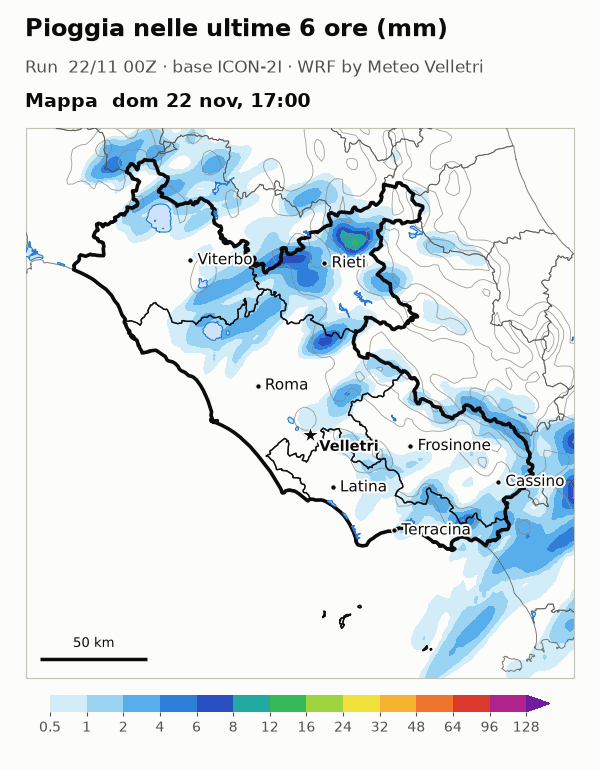 Pioggia nelle ultime 6 ore (mm)
Run  22/11 00Z · base ICON-2I · WRF by Meteo Velletri
Mappa  dom 22 nov, 17:00
Viterbo
Rieti
Roma
Velletri
Frosinone
Latina
Cassino
Terracina
50 km
0.5 1 2 4 6 8 12 16 24 32 48 64 96 128